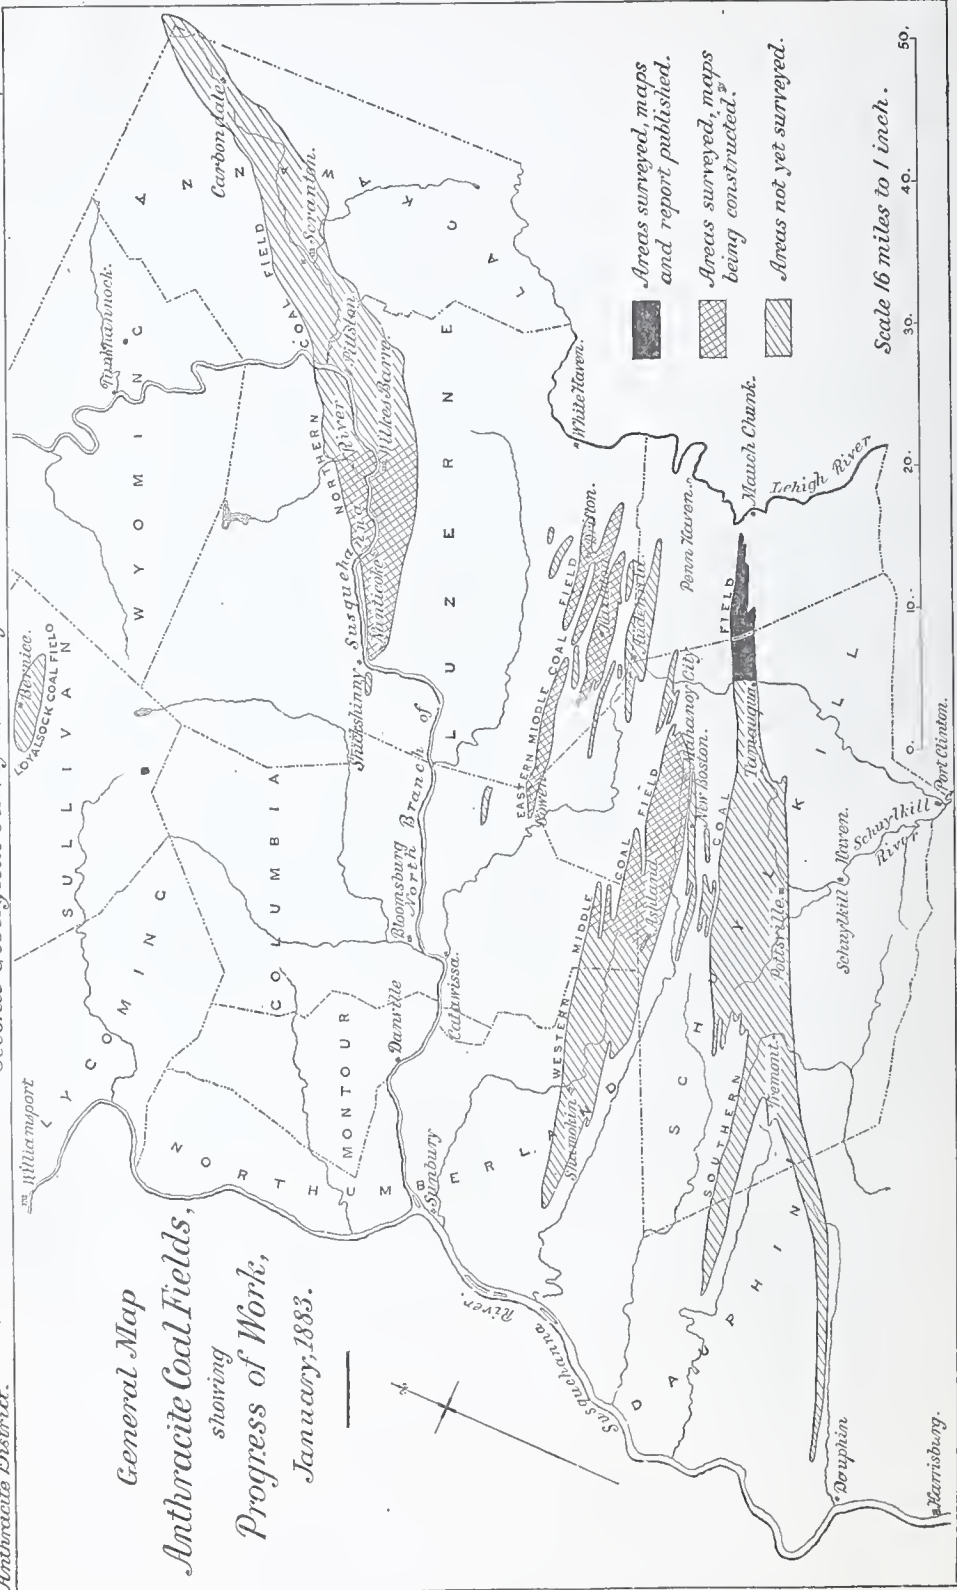 Anthracite District.
General Map
Anthracite Coal Fields,
showing
Progress of Work,
January, 1883.
Areas surveyed, maps
and report published.
Areas surveyed, maps
being constructed.
Areas not yet surveyed.
Scale 16 miles to 1 inch.
0. 10. 20. 30. 40. 50.
Williamsport
LYCOMING
SULLIVAN
Bernice.
LOYALSOCK COAL FIELD
WYOMING
Tunkhannock.
LACKAWANNA
Carbondale.
Scranton.
NORTHERN COAL FIELD
Pittston
Wilkes Barre.
Nanticoke
Susquehanna River
North Branch of
Shickshinny
LUZERNE
COLUMBIA
Bloomsburg
Catawissa.
MONTOUR
Danville
NORTHUMBERLAND
Sunbury
Susquehanna River.
WESTERN MIDDLE COAL FIELD
Shamokin
Ashland
Mahanoy City
New Boston.
EASTERN MIDDLE COAL FIELD
Drifton.
White Haven.
Penn Haven.
Mauch Chunk.
Lehigh River
SOUTHERN COAL FIELD
Tamaqua
SCHUYLKILL
Pottsville
Tremont.
Schuylkill Haven.
Schuylkill River
Port Clinton.
DAUPHIN
Dauphin
Harrisburg.